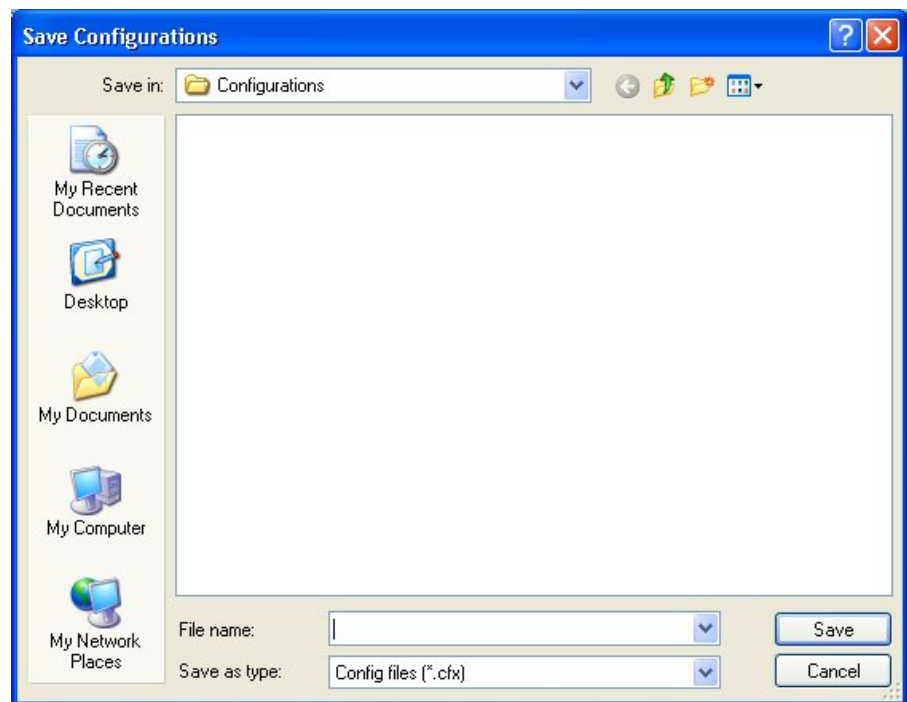 Save Configurations
Save in: Configurations
My Recent
Documents
Desktop
My Documents
My Computer
My Network
Places
File name:
Save
Save as type: Config files (*.cfx)
Cancel